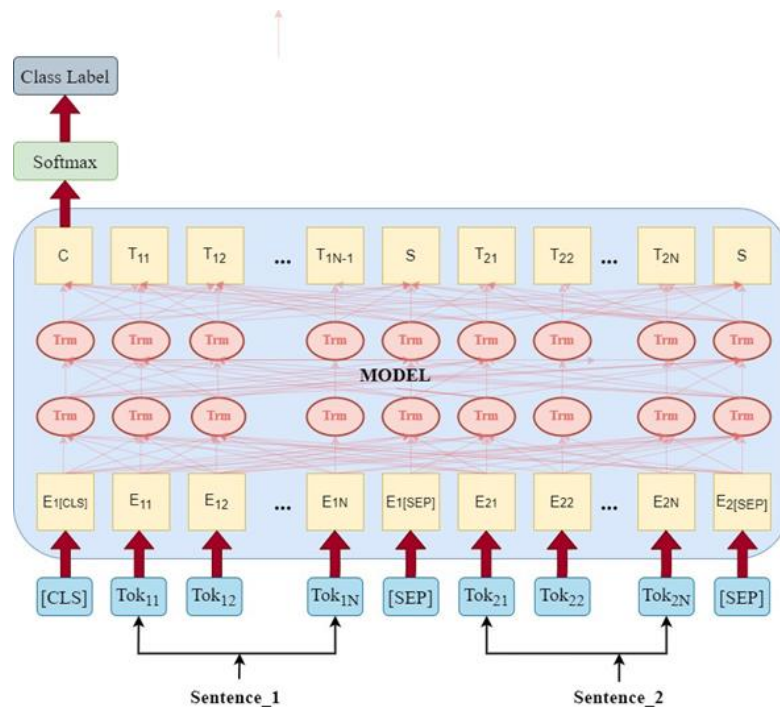 Class Label
Softmax
C T11 T12 ... T1N-1 S T21 T22 ... T2N S
Trm Trm Trm Trm Trm Trm Trm Trm Trm
MODEL
Trm Trm Trm Trm Trm Trm Trm Trm Trm
E1[CLS] E11 E12 ... E1N E1[SEP] E21 E22 ... E2N E2[SEP]
[CLS] Tok11 Tok12 Tok1N [SEP] Tok21 Tok22 Tok2N [SEP]
Sentence_1 Sentence_2